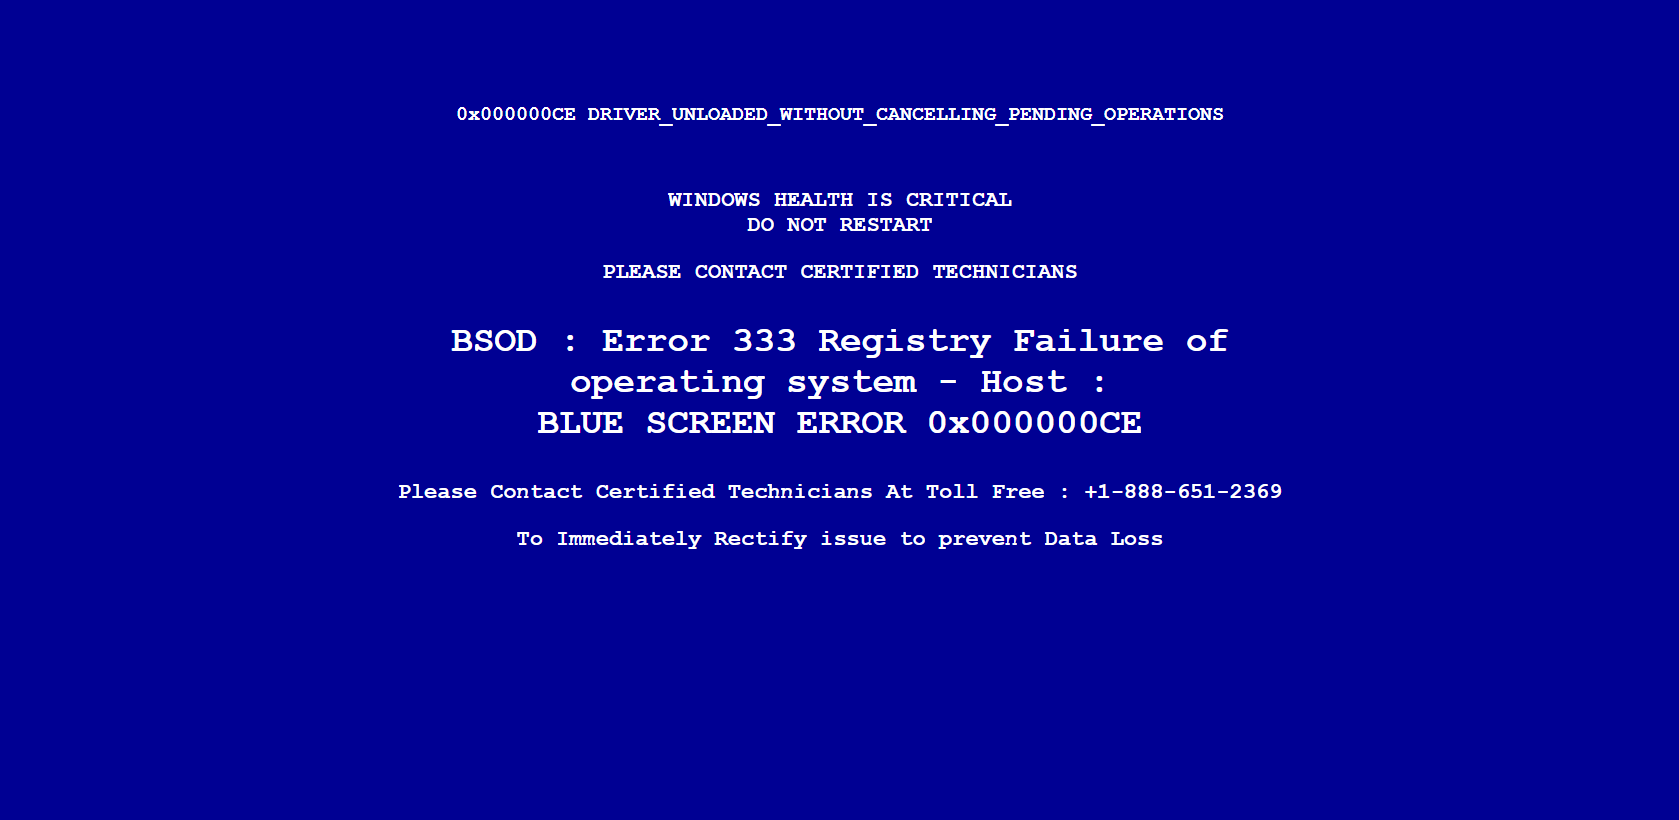 0x000000CE DRIVER_UNLOADED_WITHOUT_CANCELLING_PENDING_OPERATIONS
WINDOWS HEALTH IS CRITICAL
DO NOT RESTART
PLEASE CONTACT CERTIFIED TECHNICIANS
BSOD : Error 333 Registry Failure of
operating system - Host :
BLUE SCREEN ERROR 0x000000CE
Please Contact Certified Technicians At Toll Free : +1-888-651-2369
To Immediately Rectify issue to prevent Data Loss